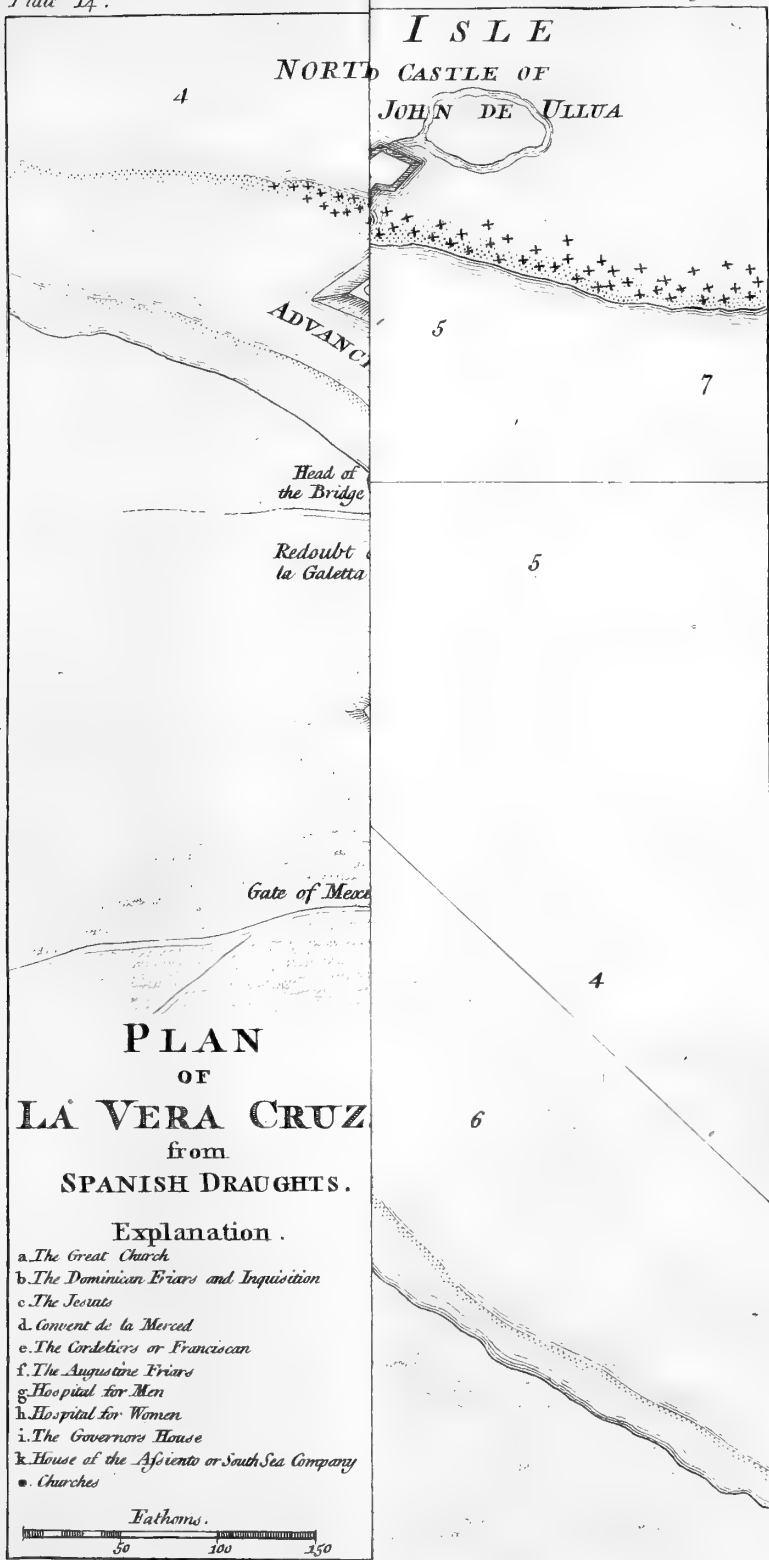 Plate 14.
ISLE
NORTH CASTLE OF
JOHN DE ULLUA
4
5
7
ADVANC
Head of
the Bridge
Redoubt
la Galetta
5
Gate of Mex
4
6
PLAN
OF
LA VERA CRUZ
from
SPANISH DRAUGHTS.
Explanation.
a. The Great Church
b. The Dominican Friars and Inquisition
c. The Jesuits
d. Convent de la Merced
e. The Cordeliers or Franciscan
f. The Augustine Friars
g. Hospital for Men
h. Hospital for Women
i. The Governors House
k. House of the Assiento or South Sea Company
Churches
Fathoms.
50 100 150